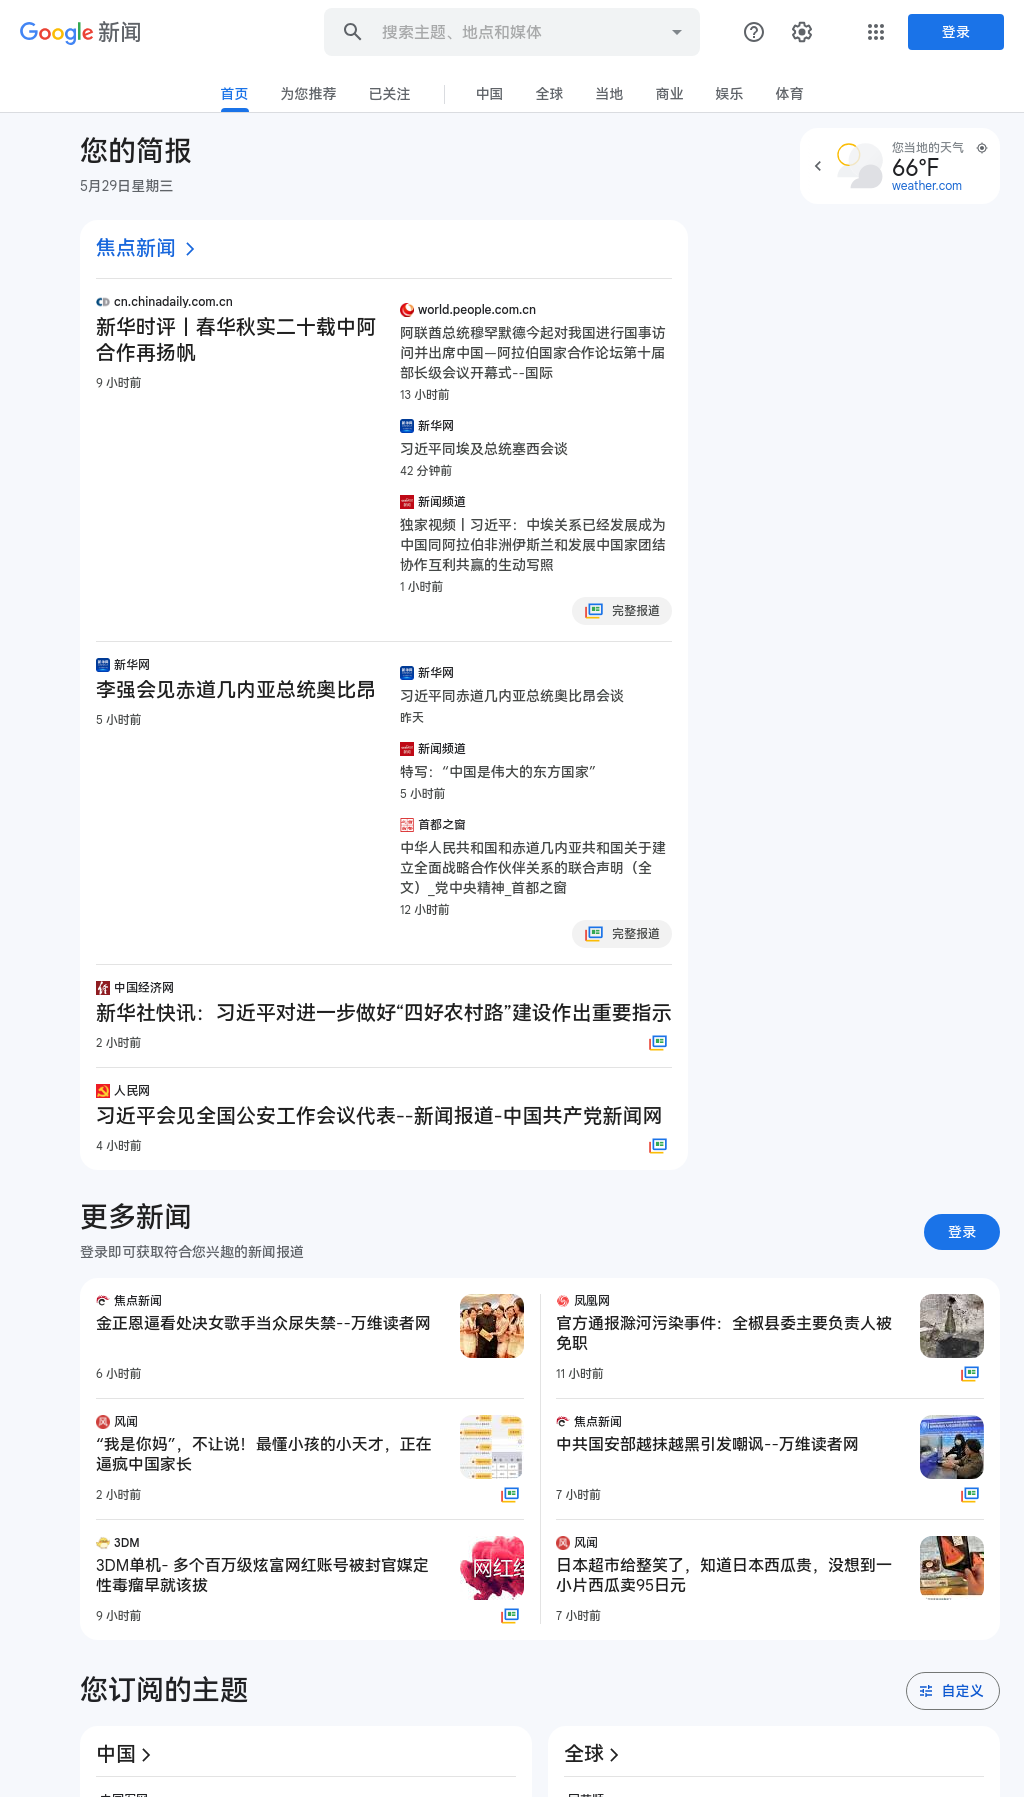 Google 新闻
搜索主题、地点和媒体
登录
首页
为您推荐
已关注
中国
全球
当地
商业
娱乐
体育
您的简报
5月29日星期三
您当地的天气
66°F
weather.com
焦点新闻
cn.chinadaily.com.cn
新华时评丨春华秋实二十载中阿
合作再扬帆
9 小时前
world.people.com.cn
阿联酋总统穆罕默德今起对我国进行国事访
问并出席中国—阿拉伯国家合作论坛第十届
部长级会议开幕式--国际
13 小时前
新华网
习近平同埃及总统塞西会谈
42 分钟前
新闻频道
独家视频丨习近平：中埃关系已经发展成为
中国同阿拉伯非洲伊斯兰和发展中国家团结
协作互利共赢的生动写照
1 小时前
完整报道
新华网
李强会见赤道几内亚总统奥比昂
5 小时前
新华网
习近平同赤道几内亚总统奥比昂会谈
昨天
新闻频道
特写：“中国是伟大的东方国家”
5 小时前
首都之窗
中华人民共和国和赤道几内亚共和国关于建
立全面战略合作伙伴关系的联合声明（全
文）_党中央精神_首都之窗
12 小时前
完整报道
中国经济网
新华社快讯：习近平对进一步做好“四好农村路”建设作出重要指示
2 小时前
人民网
习近平会见全国公安工作会议代表--新闻报道-中国共产党新闻网
4 小时前
更多新闻
登录即可获取符合您兴趣的新闻报道
登录
焦点新闻
金正恩逼看处决女歌手当众尿失禁--万维读者网
6 小时前
凤凰网
官方通报滁河污染事件：全椒县委主要负责人被
免职
11 小时前
风闻
“我是你妈”，不让说！最懂小孩的小天才，正在
逼疯中国家长
2 小时前
焦点新闻
中共国安部越抹越黑引发嘲讽--万维读者网
7 小时前
3DM
3DM单机- 多个百万级炫富网红账号被封官媒定
性毒瘤早就该拔
9 小时前
网红经
风闻
日本超市给整笑了，知道日本西瓜贵，没想到一
小片西瓜卖95日元
7 小时前
您订阅的主题
自定义
中国
全球